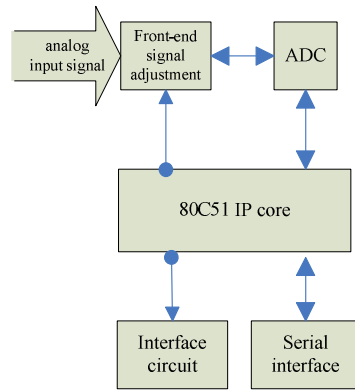 analog
input signal
Front-end
signal
adjustment
ADC
80C51 IP core
Interface
circuit
Serial
interface